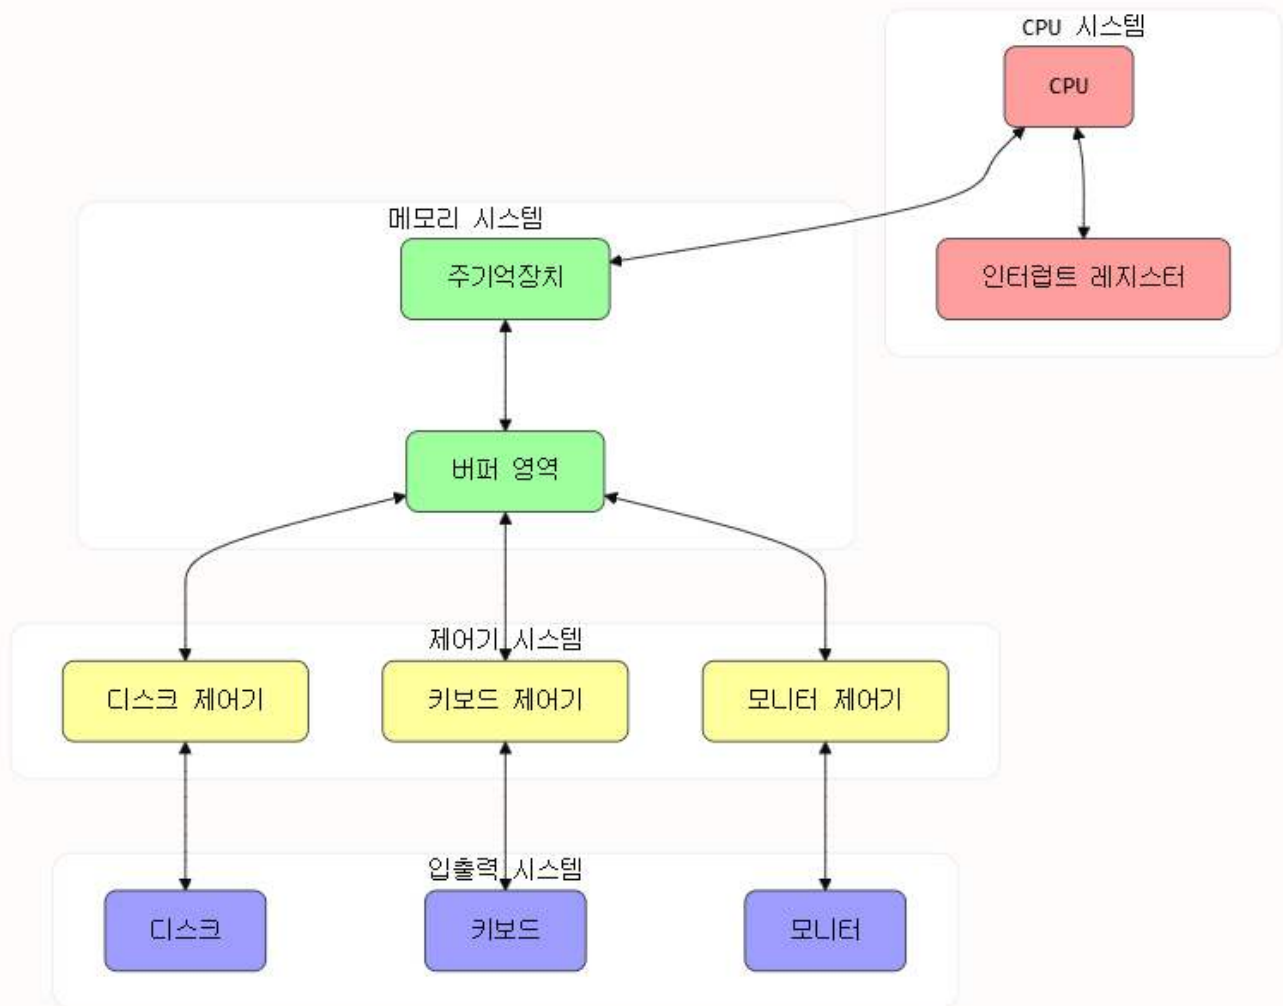 CPU 시스템
CPU
메모리 시스템
주기억장치
인터럽트 레지스터
버퍼 영역
제어기 시스템
디스크 제어기
키보드 제어기
모니터 제어기
입출력 시스템
디스크
키보드
모니터